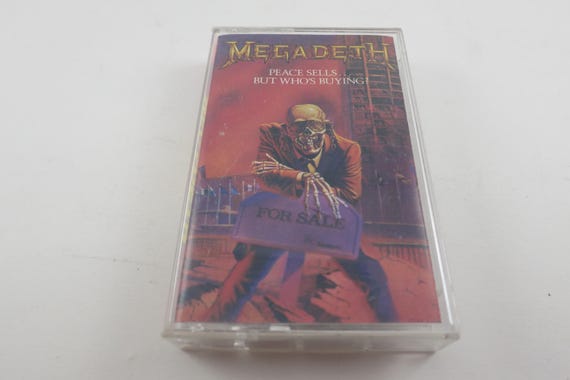 MEGADETH
PEACE SELLS...
BUT WHO'S BUYING?
FOR SALE